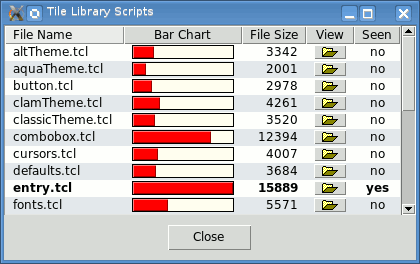 Tile Library Scripts
File Name Bar Chart File Size View Seen
altTheme.tcl 3342 no
aquaTheme.tcl 2001 no
button.tcl 2978 no
clamTheme.tcl 4261 no
classicTheme.tcl 3520 no
combobox.tcl 12394 no
cursors.tcl 4007 no
defaults.tcl 3684 no
entry.tcl 15889 yes
fonts.tcl 5571 no
Close